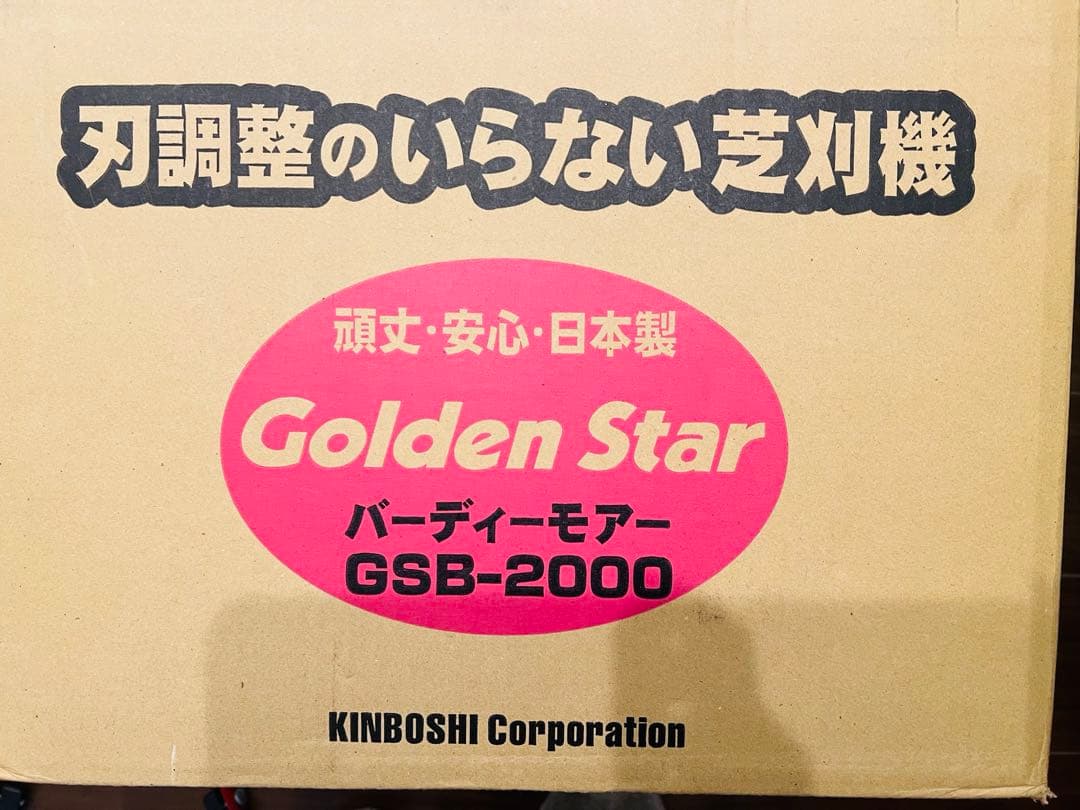 刃調整のいらない芝刈機
頑丈・安心・日本製
Golden Star
バーディーモアー
GSB-2000
KINBOSHI Corporation